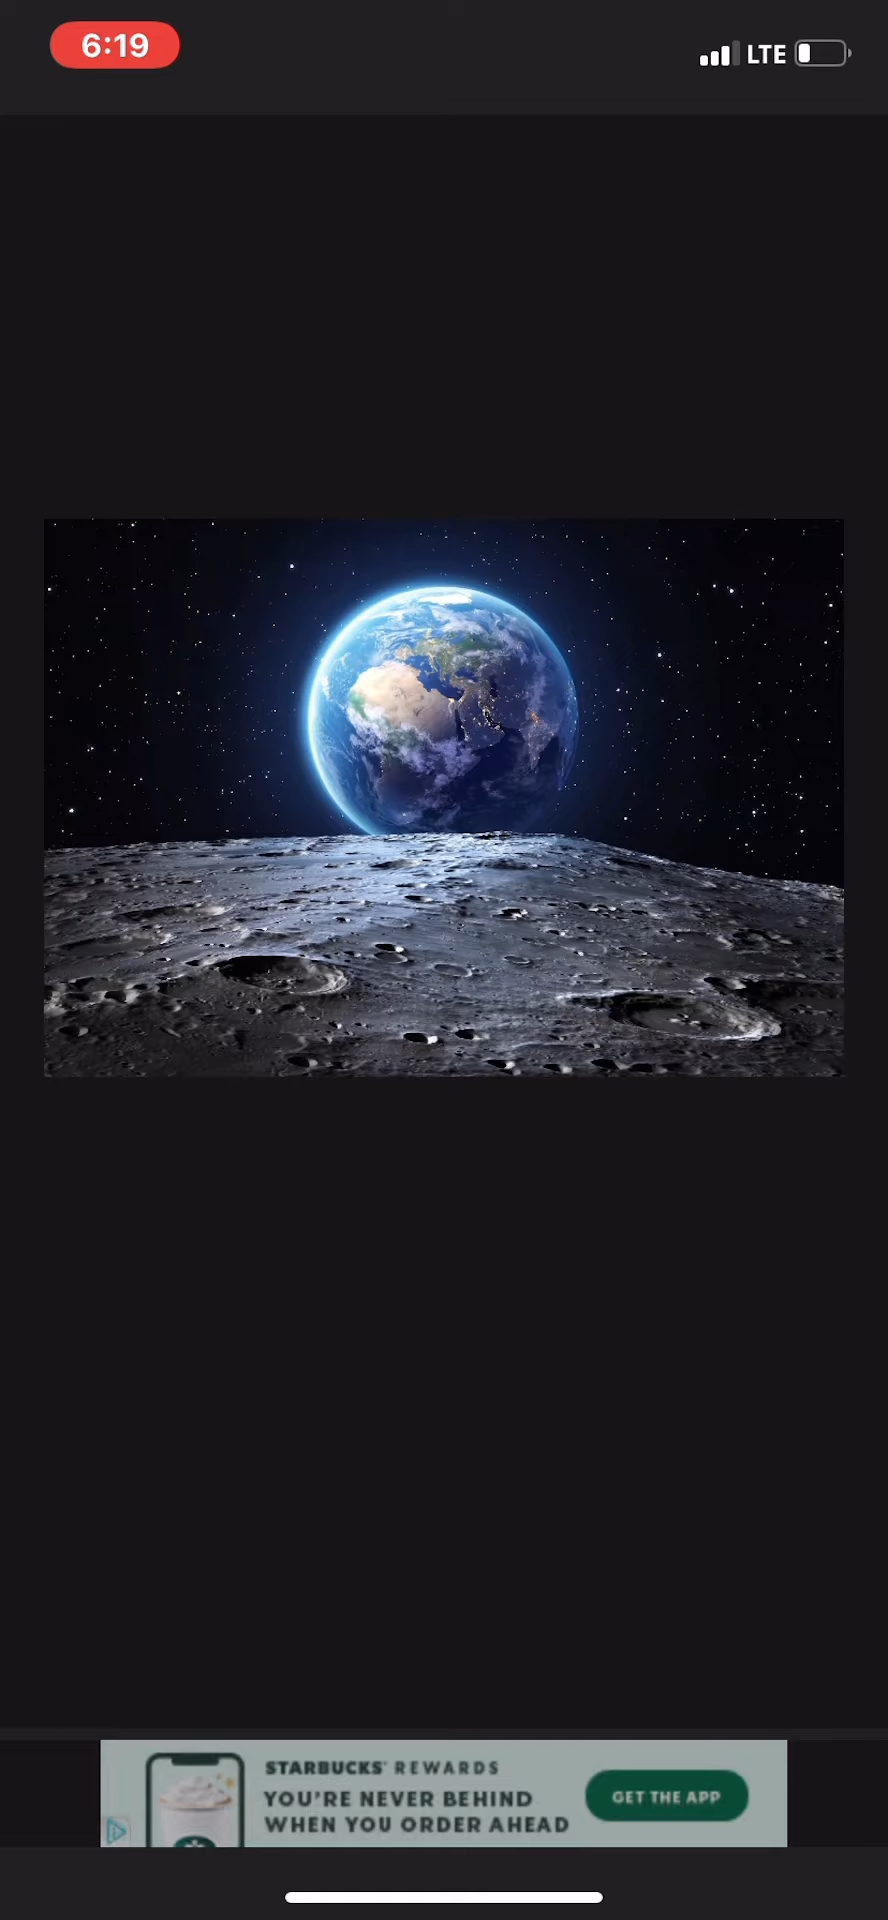 6:19
LTE
STARBUCKS® REWARDS
YOU'RE NEVER BEHIND
WHEN YOU ORDER AHEAD
GET THE APP